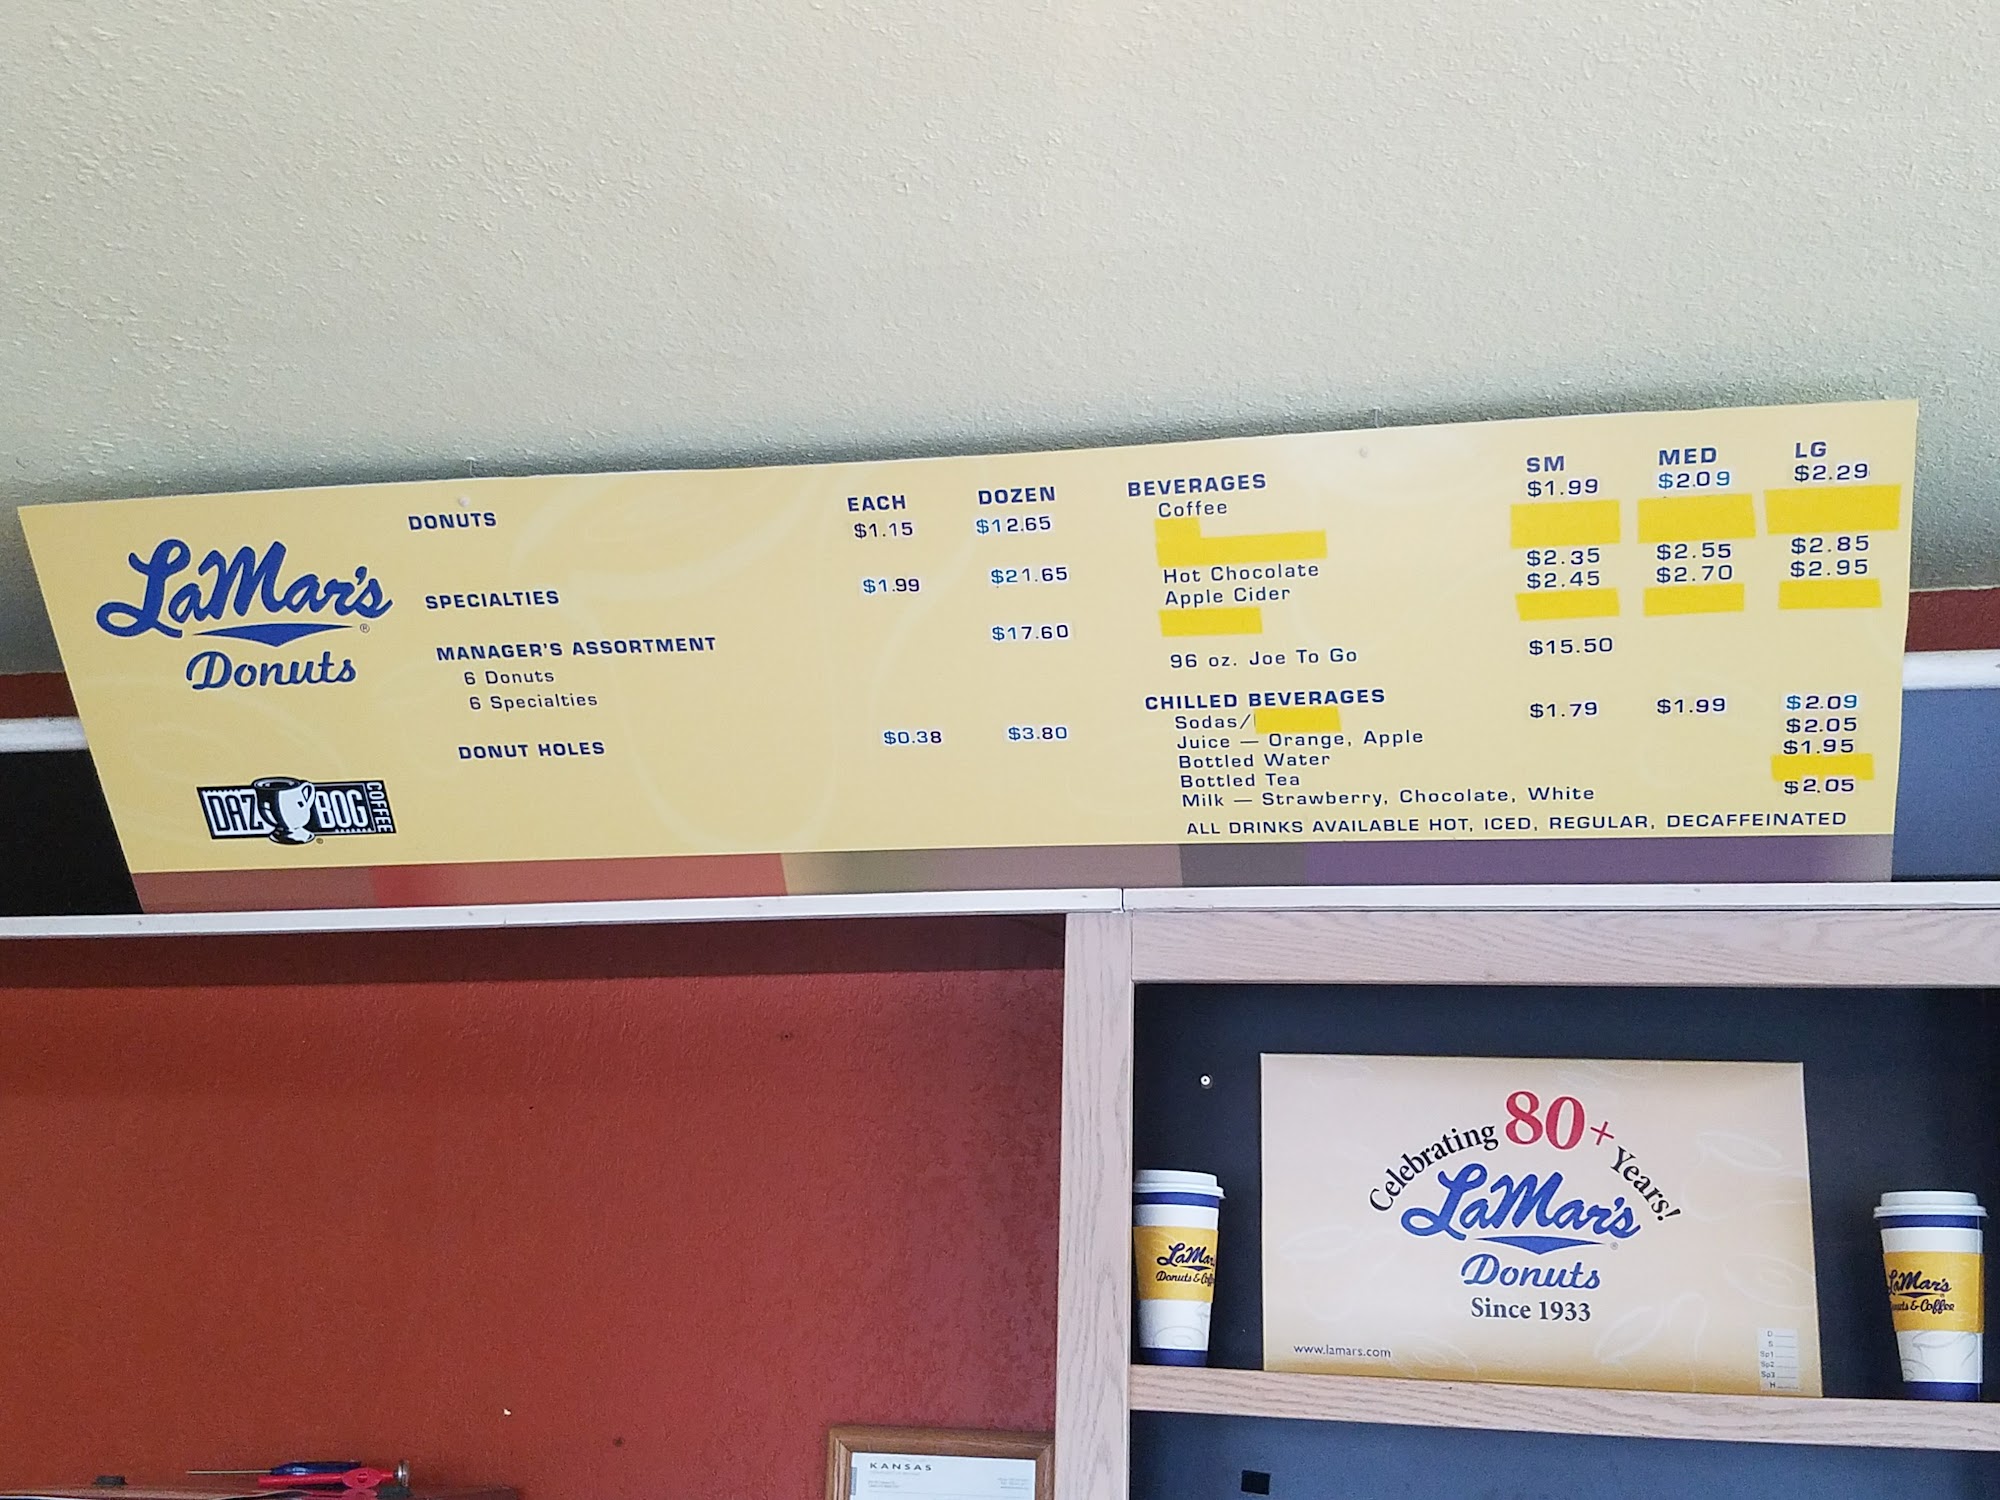 LaMar's
®
Donuts
DAZBOG COFFEE
®
EACH DOZEN
DONUTS $1.15 $12.65
SPECIALTIES $1.99 $21.65
MANAGER'S ASSORTMENT $17.60
6 Donuts
6 Specialties
DONUT HOLES $0.38 $3.80
BEVERAGES SM MED LG
Coffee $1.99 $2.09 $2.29
Hot Chocolate $2.35 $2.55 $2.85
Apple Cider $2.45 $2.70 $2.95
96 oz. Joe To Go $15.50
CHILLED BEVERAGES
Sodas/ $1.79 $1.99 $2.09
Juice — Orange, Apple $2.05
Bottled Water $1.95
Bottled Tea
Milk — Strawberry, Chocolate, White $2.05
ALL DRINKS AVAILABLE HOT, ICED, REGULAR, DECAFFEINATED
Celebrating 80+ Years!
LaMar's
®
Donuts
Since 1933
www.lamars.com
D
S
Sp1
Sp2
Sp3
H
LaMar
Donuts & Coff
LaMar's
& Coffee
KANSAS